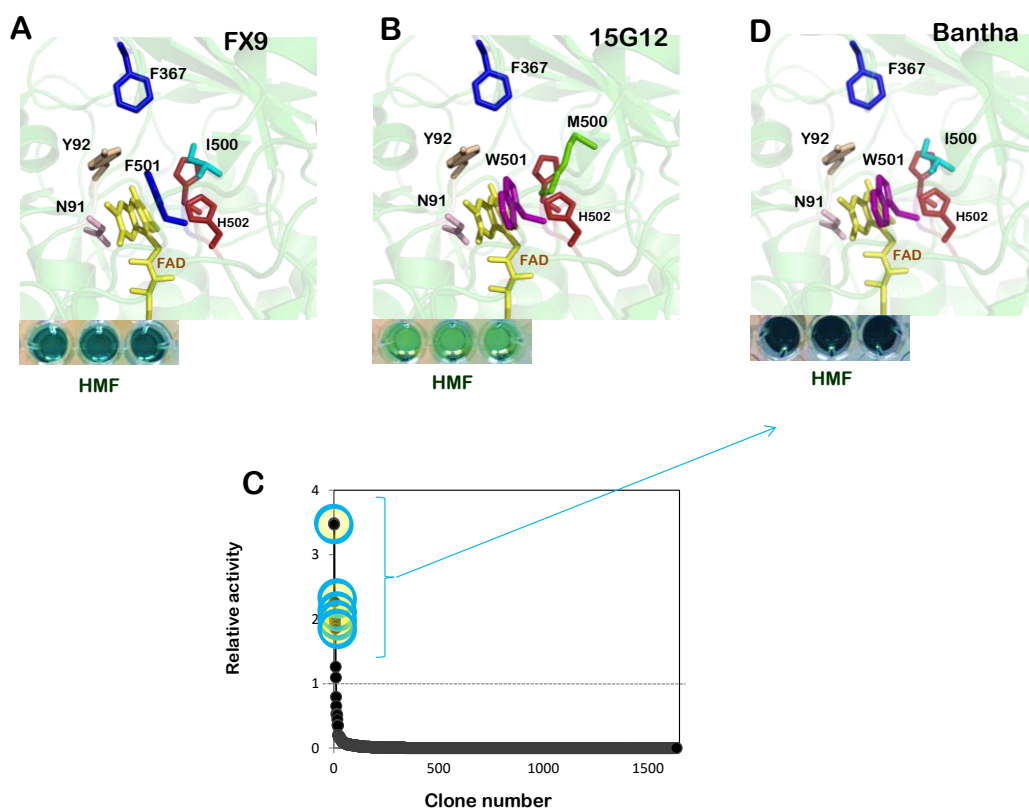 A
FX9
F367
Y92
F501
I500
N91
H502
FAD
HMF
B
15G12
F367
M500
Y92
W501
N91
H502
FAD
HMF
D
Bantha
F367
Y92
I500
W501
N91
H502
FAD
HMF
C
4
3
2
1
0
Relative activity
0
500
1000
1500
Clone number